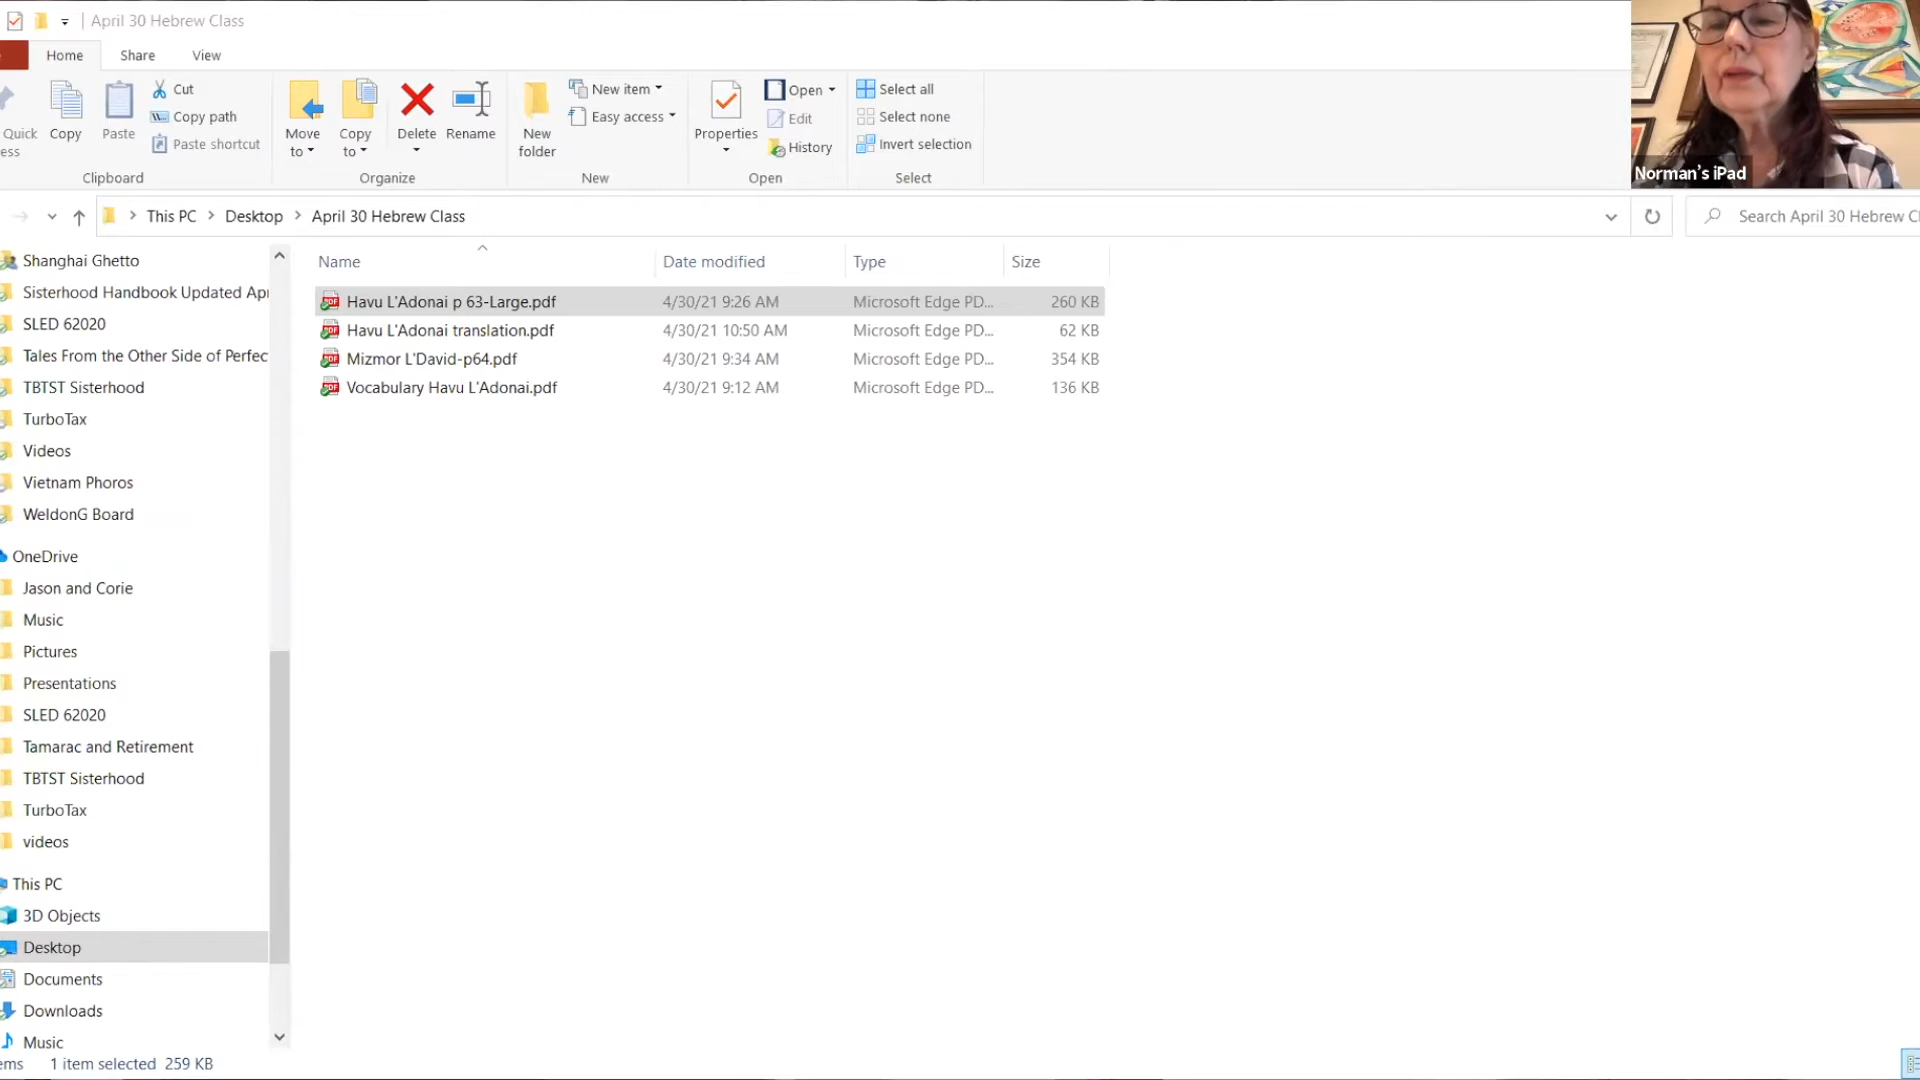 April 30 Hebrew Class
Home Share View
Quick
ess
Copy
Paste
Cut
Copy path
Paste shortcut
Clipboard
Move to
Copy to
Delete
Rename
Organize
New folder
New item
Easy access
New
Properties
Open
Edit
History
Open
Select all
Select none
Invert selection
Select
Norman's iPad
This PC > Desktop > April 30 Hebrew Class
Search April 30 Hebrew Cl
Shanghai Ghetto
Sisterhood Handbook Updated Apr
SLED 62020
Tales From the Other Side of Perfec
TBTST Sisterhood
TurboTax
Videos
Vietnam Phoros
WeldonG Board
OneDrive
Jason and Corie
Music
Pictures
Presentations
SLED 62020
Tamarac and Retirement
TBTST Sisterhood
TurboTax
videos
This PC
3D Objects
Desktop
Documents
Downloads
Music
Name Date modified Type Size
Havu L'Adonai p 63-Large.pdf 4/30/21 9:26 AM Microsoft Edge PD... 260 KB
Havu L'Adonai translation.pdf 4/30/21 10:50 AM Microsoft Edge PD... 62 KB
Mizmor L'David-p64.pdf 4/30/21 9:34 AM Microsoft Edge PD... 354 KB
Vocabulary Havu L'Adonai.pdf 4/30/21 9:12 AM Microsoft Edge PD... 136 KB
ems 1 item selected 259 KB